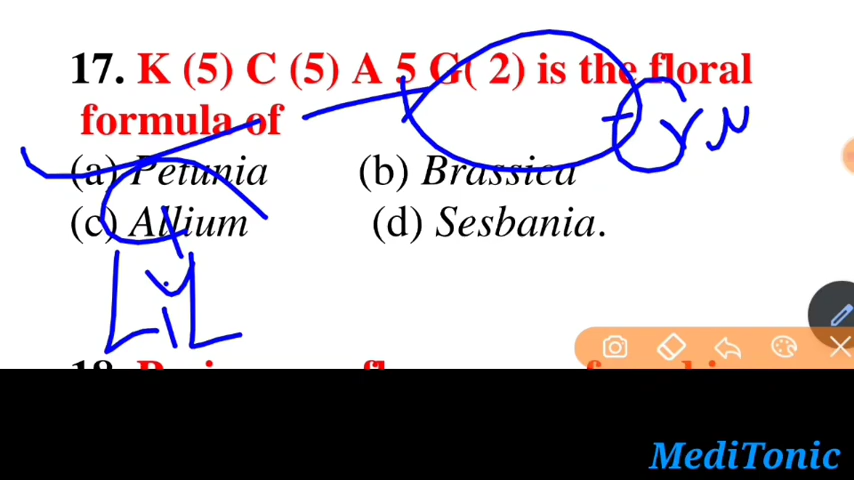 17. K (5) C (5) A 5 G( 2) is the floral
formula of
(a) Petunia (b) Brassica
(c) Allium (d) Sesbania.
MediTonic